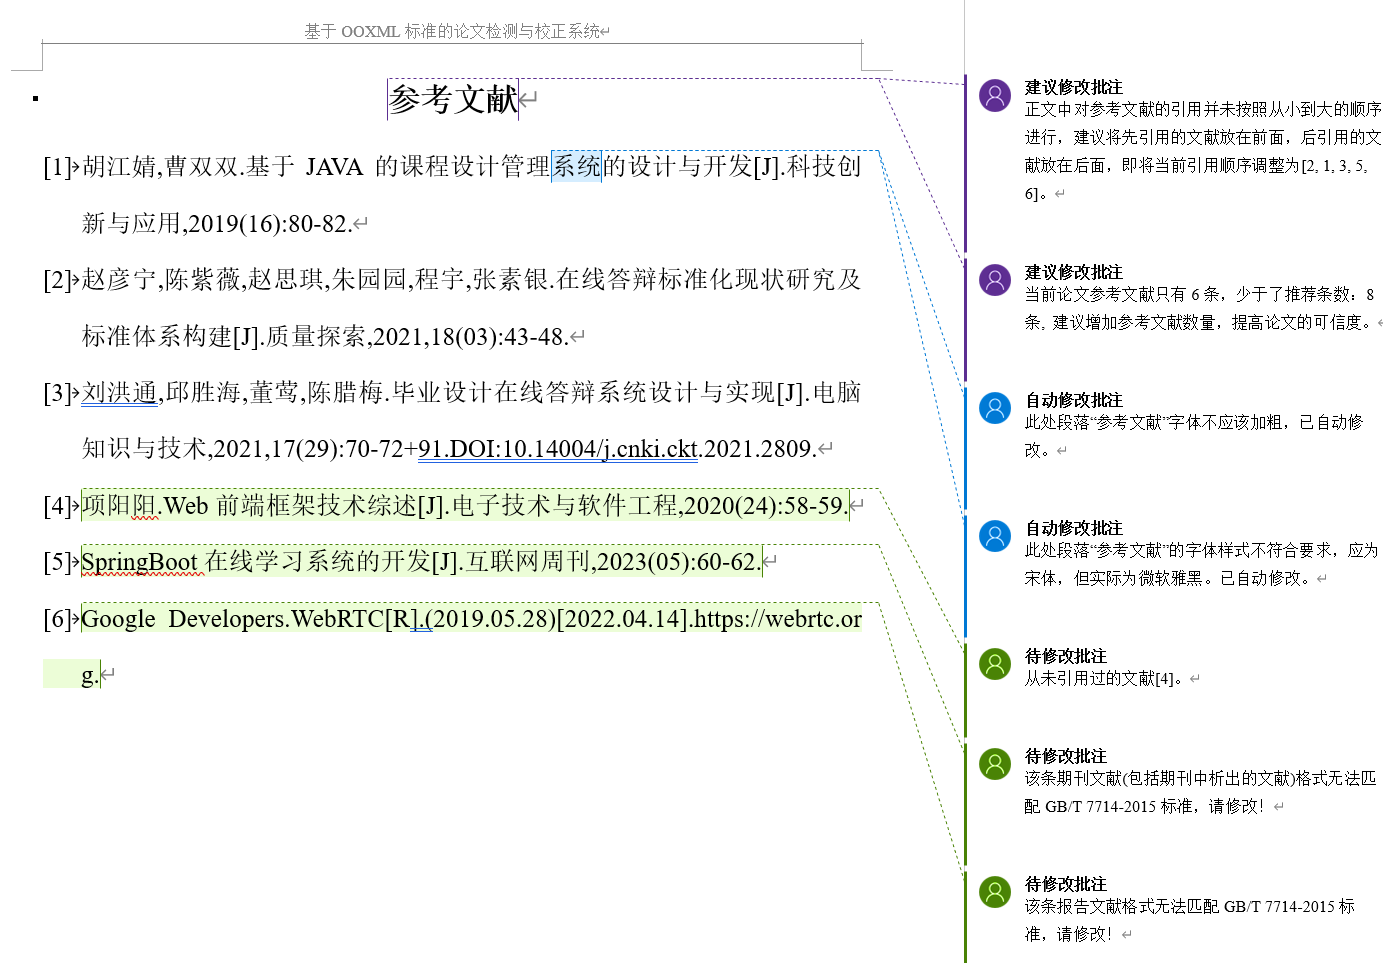 基于 OOXML 标准的论文检测与校正系统
参考文献
[1]胡江婧,曹双双.基于 JAVA 的课程设计管理系统的设计与开发[J].科技创
新与应用,2019(16):80-82.
[2]赵彦宁,陈紫薇,赵思琪,朱园园,程宇,张素银.在线答辩标准化现状研究及
标准体系构建[J].质量探索,2021,18(03):43-48.
[3]刘洪通,邱胜海,董莺,陈腊梅.毕业设计在线答辩系统设计与实现[J].电脑
知识与技术,2021,17(29):70-72+91.DOI:10.14004/j.cnki.ckt.2021.2809.
[4]项阳阳.Web 前端框架技术综述[J].电子技术与软件工程,2020(24):58-59.
[5]SpringBoot 在线学习系统的开发[J].互联网周刊,2023(05):60-62.
[6]Google Developers.WebRTC[R].(2019.05.28)[2022.04.14].https://webrtc.or
g.
建议修改批注
正文中对参考文献的引用并未按照从小到大的顺序
进行，建议将先引用的文献放在前面，后引用的文
献放在后面，即将当前引用顺序调整为[2, 1, 3, 5,
6]。
建议修改批注
当前论文参考文献只有 6 条，少于了推荐条数：8
条, 建议增加参考文献数量，提高论文的可信度。
自动修改批注
此处段落“参考文献”字体不应该加粗，已自动修
改。
自动修改批注
此处段落“参考文献”的字体样式不符合要求，应为
宋体，但实际为微软雅黑。已自动修改。
待修改批注
从未引用过的文献[4]。
待修改批注
该条期刊文献(包括期刊中析出的文献)格式无法匹
配 GB/T 7714-2015 标准，请修改！
待修改批注
该条报告文献格式无法匹配 GB/T 7714-2015 标
准，请修改！